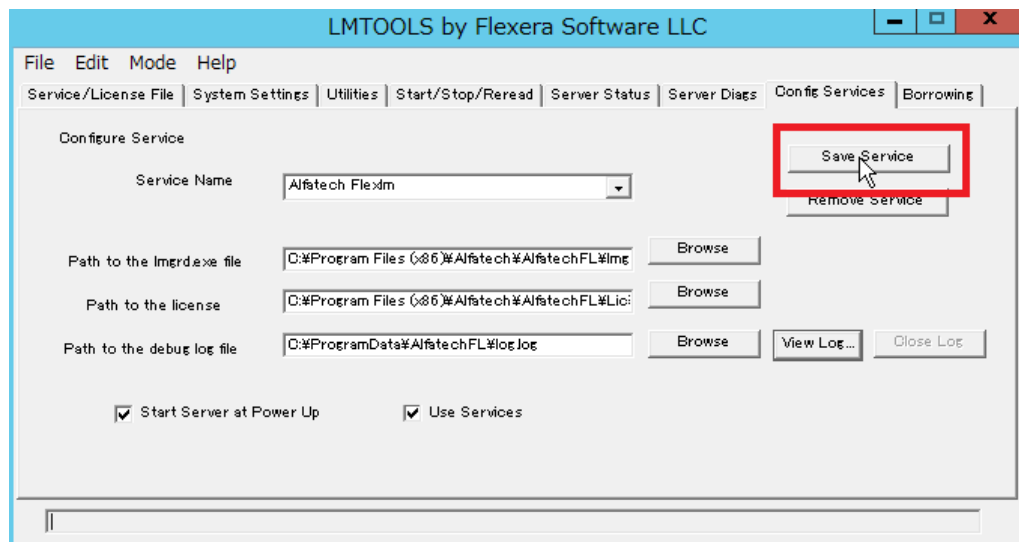 LMTOOLS by Flexera Software LLC
File Edit Mode Help
Service/License File System Settings Utilities Start/Stop/Reread Server Status Server Diags Config Services Borrowing
Configure Service
Save Service
Service Name Alfatech Flexlm
Remove Service
Path to the lmgrd.exe file C:¥Program Files (x86)¥Alfatech¥AlfatechFL¥lmg Browse
Path to the license C:¥Program Files (x86)¥Alfatech¥AlfatechFL¥Lic Browse
Path to the debug log file C:¥ProgramData¥AlfatechFL¥log.log Browse View Log... Close Log
Start Server at Power Up Use Services